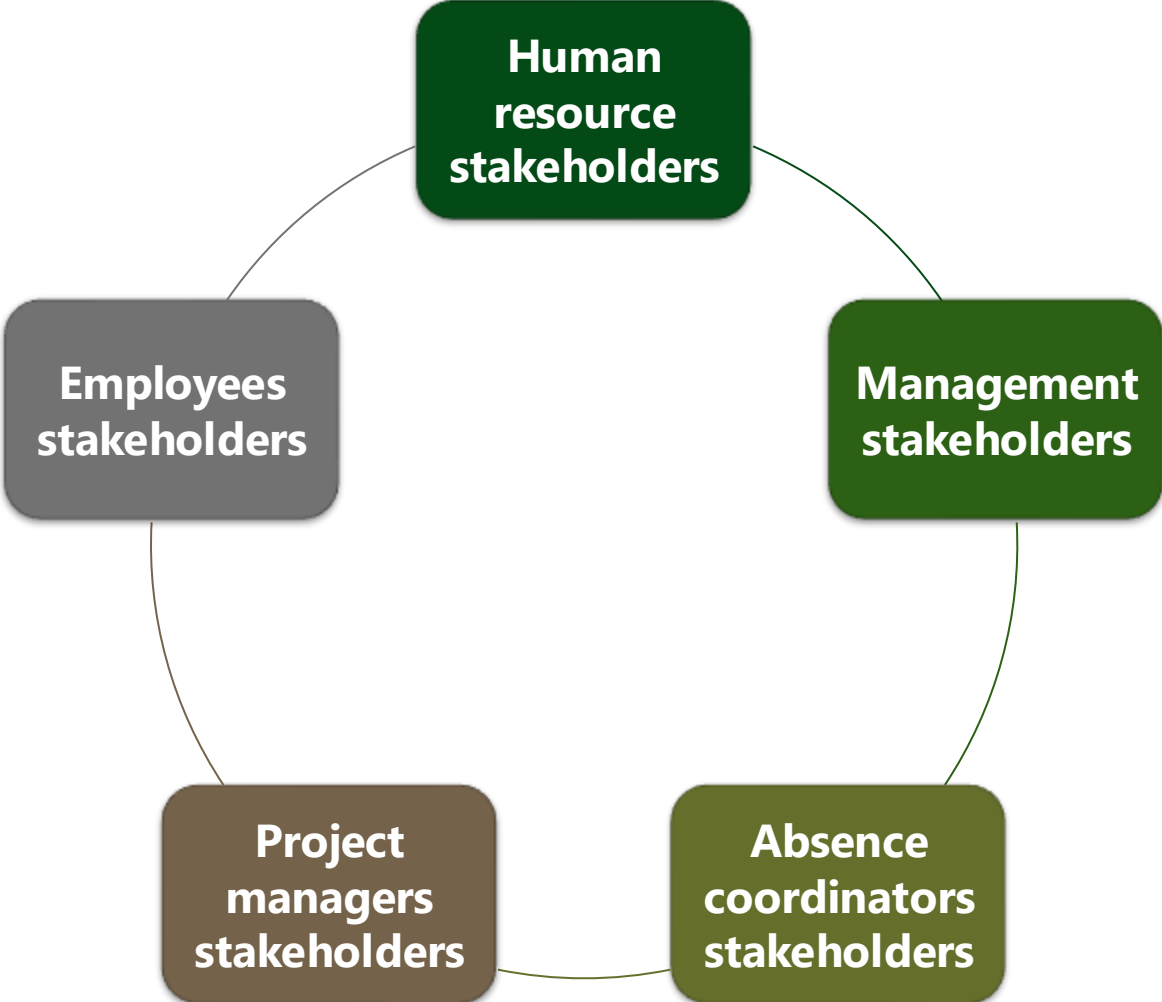 Human
resource
stakeholders
Employees
stakeholders
Management
stakeholders
Project
managers
stakeholders
Absence
coordinators
stakeholders